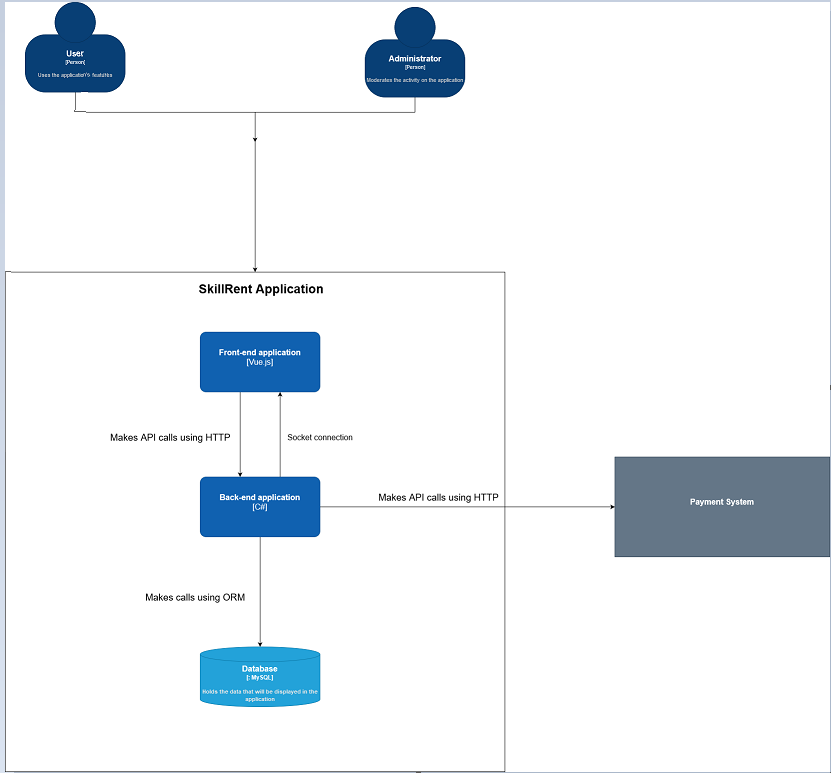 User
[Person]
Uses the application's features
Administrator
[Person]
Moderates the activity on the application
SkillRent Application
Front-end application
[Vue.js]
Makes API calls using HTTP
Socket connection
Back-end application
[C#]
Makes API calls using HTTP
Payment System
Makes calls using ORM
Database
[: MySQL]
Holds the data that will be displayed in the
application